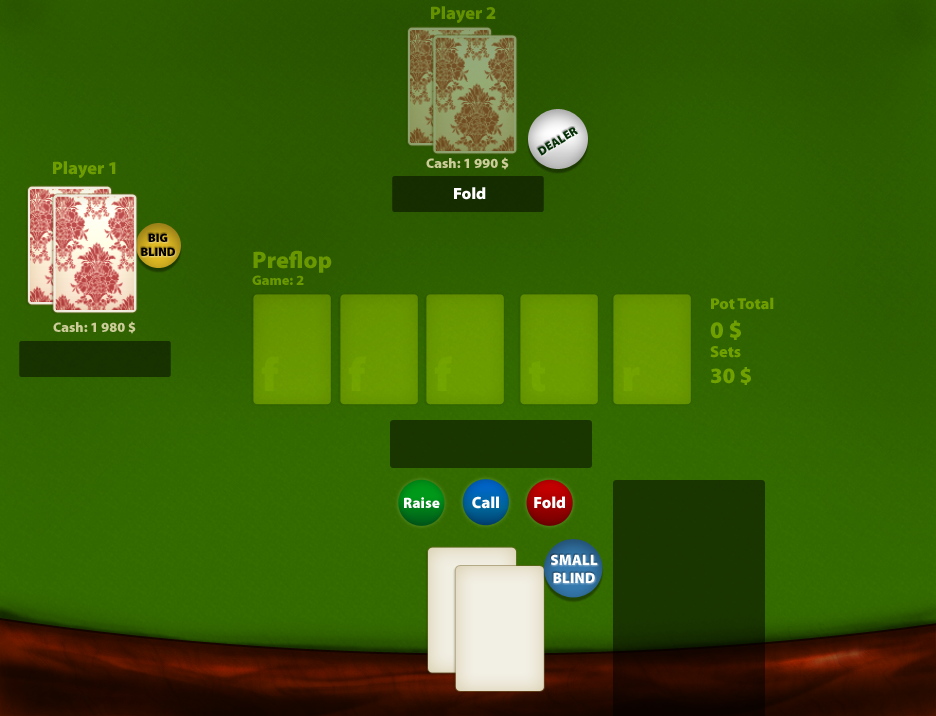 Player 2
DEALER
Cash: 1 990 $
Fold
Player 1
BIG
BLIND
Cash: 1 980 $
Preflop
Game: 2
f
f
f
t
r
Pot Total
0 $
Sets
30 $
Raise
Call
Fold
SMALL
BLIND